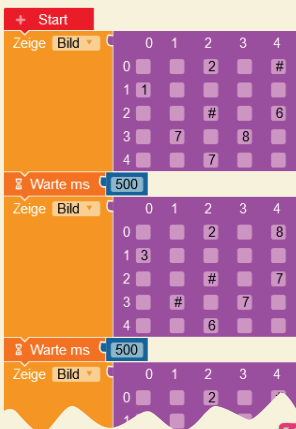 + Start
Zeige Bild 0 1 2 3 4
0 2 #
1 1
2 # 6
3 7 8
4 7
Warte ms 500
Zeige Bild 0 1 2 3 4
0 2 8
1 3
2 # 7
3 # 7
4 6
Warte ms 500
Zeige Bild 0 1 2 3 4
0 2
1